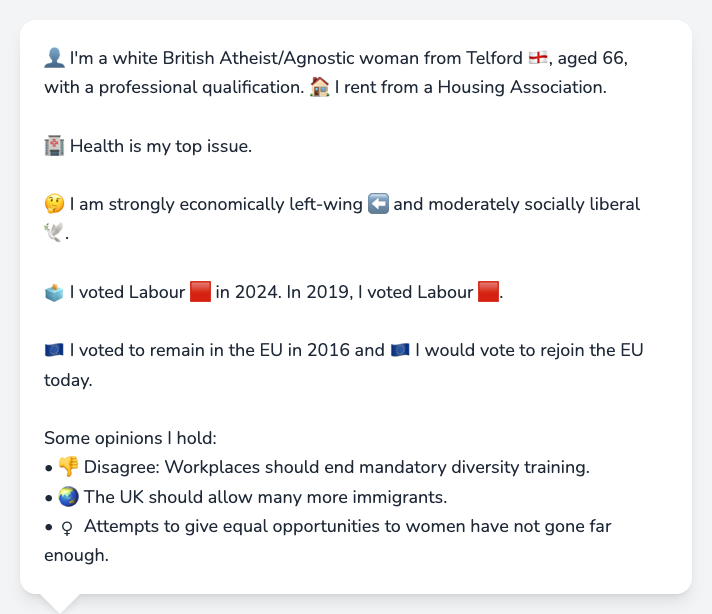 👤 I'm a white British Atheist/Agnostic woman from Telford 🏴󠁧󠁢󠁥󠁮󠁧󠁿, aged 66,
with a professional qualification. 🏠 I rent from a Housing Association.
🏥 Health is my top issue.
🤔 I am strongly economically left-wing ⬅️ and moderately socially liberal
🕊️.
🗳️ I voted Labour 🟥 in 2024. In 2019, I voted Labour 🟥.
🇪🇺 I voted to remain in the EU in 2016 and 🇪🇺 I would vote to rejoin the EU
today.
Some opinions I hold:
• 👎 Disagree: Workplaces should end mandatory diversity training.
• 🌏 The UK should allow many more immigrants.
• ♀ Attempts to give equal opportunities to women have not gone far
enough.